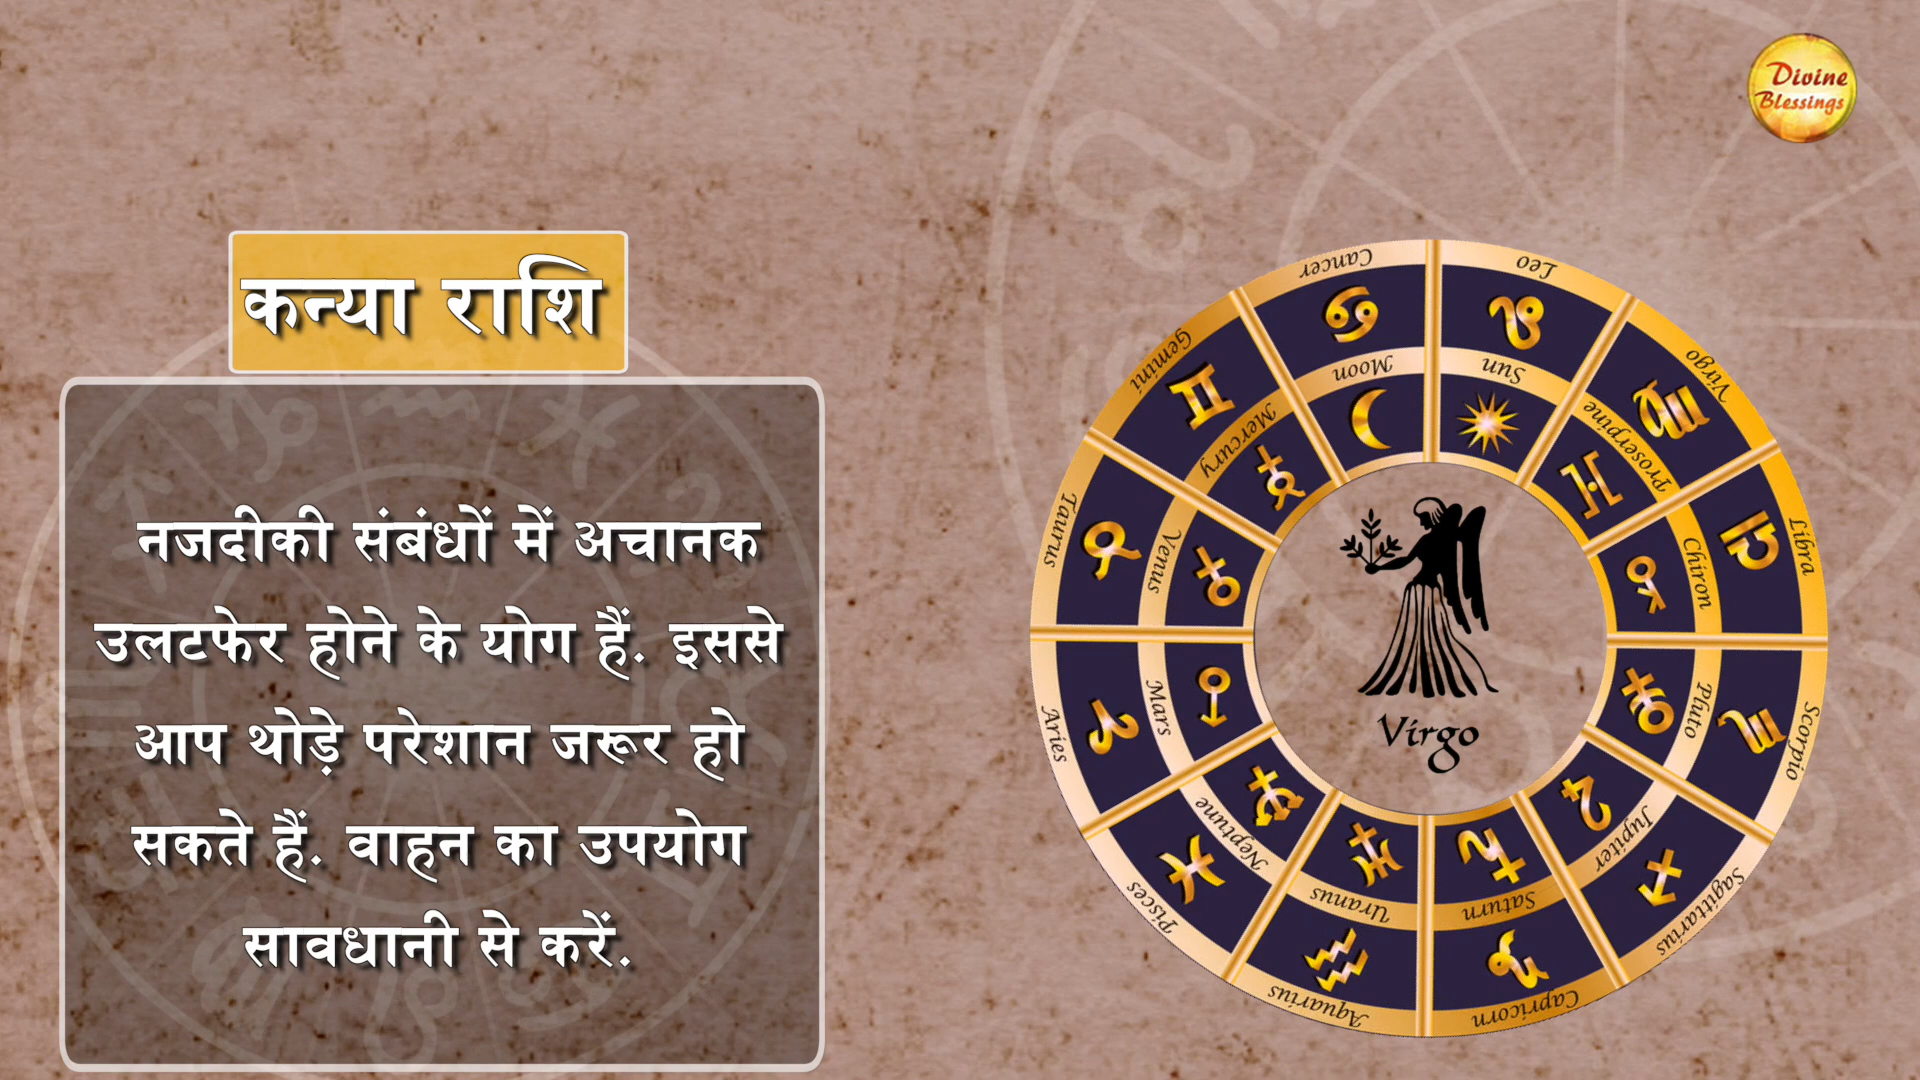 Divine
Blessings
कन्या राशि
नजदीकी संबंधों में अचानक
उलटफेर होने के योग हैं. इससे
आप थोड़े परेशान जरूर हो
सकते हैं. वाहन का उपयोग
सावधानी से करें.
Cancer
Leo
Virgo
Libra
Scorpio
Sagittarius
Capricorn
Aquarius
Pisces
Aries
Taurus
Gemini
Moon
Sun
Proserpine
Chiron
Pluto
Jupiter
Saturn
Uranus
Neptune
Mars
Venus
Mercury
Virgo